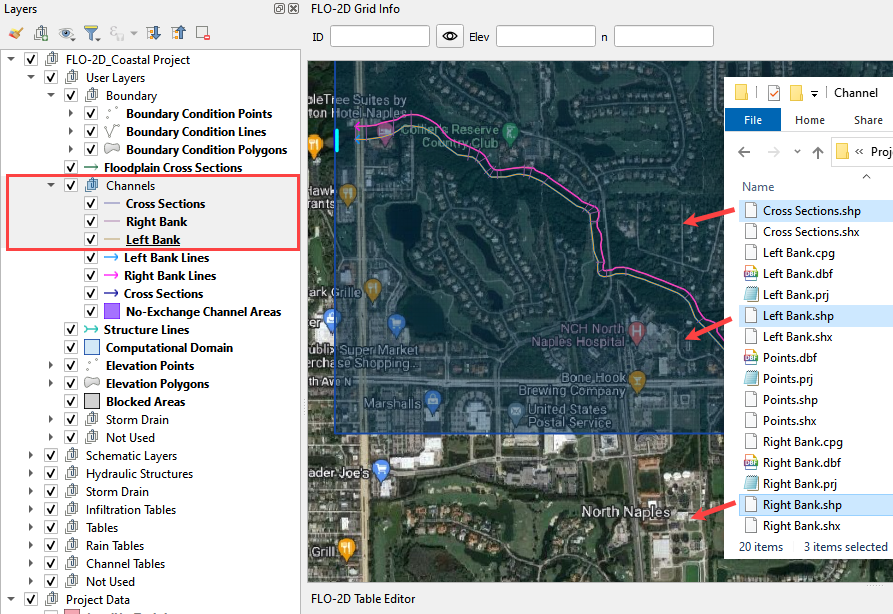 Layers
FLO-2D_Coastal Project
User Layers
Boundary
Boundary Condition Points
Boundary Condition Lines
Boundary Condition Polygons
Floodplain Cross Sections
Channels
Cross Sections
Right Bank
Left Bank
Left Bank Lines
Right Bank Lines
Cross Sections
No-Exchange Channel Areas
Structure Lines
Computational Domain
Elevation Points
Elevation Polygons
Blocked Areas
Storm Drain
Not Used
Schematic Layers
Hydraulic Structures
Storm Drain
Infiltration Tables
Tables
Rain Tables
Channel Tables
Not Used
Project Data
FLO-2D Grid Info
ID
Elev
n
pleTree Suites by
ton Hotel-Naples
Collier's Reserve
Country Club
Hawk
rants
ark Grille
er
ublix Super Market
erchase Shopping...
th Ave N
NCH North
Naples Hospital
Bone Hook
Brewing Company
Marshalls
United States
Postal Service
ader Joe's
North Naples
Grill
FLO-2D Table Editor
Channel
File
Home
Share
« Proj
Name
Cross Sections.shp
Cross Sections.shx
Left Bank.cpg
Left Bank.dbf
Left Bank.prj
Left Bank.shp
Left Bank.shx
Points.dbf
Points.prj
Points.shp
Points.shx
Right Bank.cpg
Right Bank.dbf
Right Bank.prj
Right Bank.shp
Right Bank.shx
20 items
3 items selected